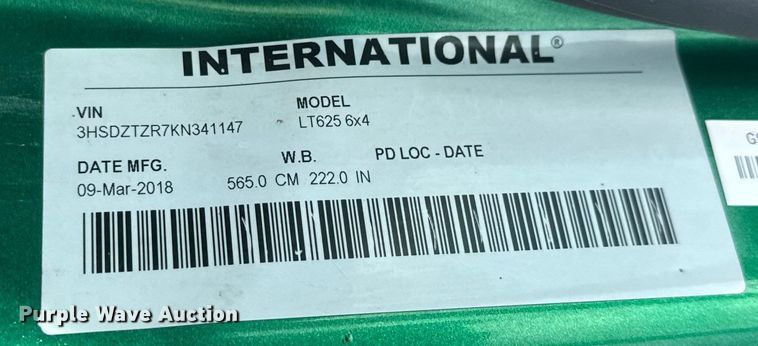 INTERNATIONAL®
VIN
3HSDZTZR7KN341147
MODEL
LT625 6x4
DATE MFG.
09-Mar-2018
W.B.
565.0 CM 222.0 IN
PD LOC - DATE
Purple Wave Auction